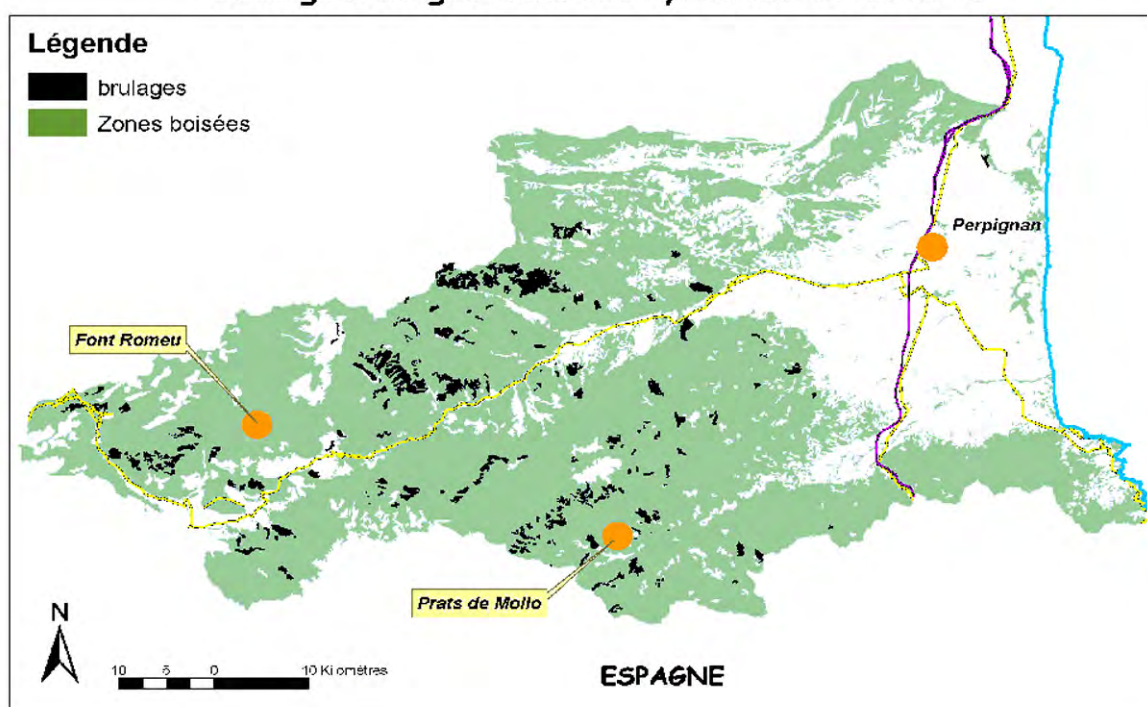 Légende
brulages
Zones boisées
Perpignan
Font Romeu
Prats de Mollo
N
10 5 0 10 Kilomètres
ESPAGNE